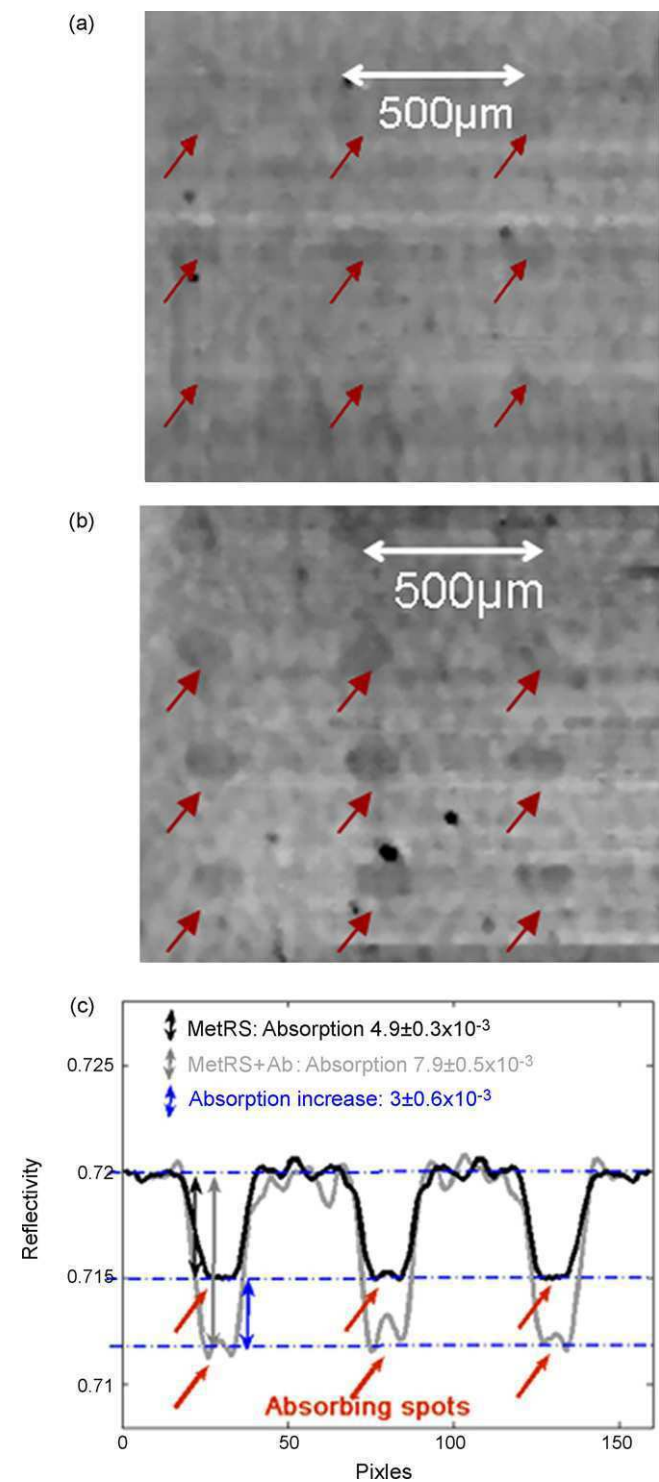 (a)
500µm
(b)
500µm
(c)
MetRS: Absorption 4.9±0.3x10⁻³
MetRS+Ab: Absorption 7.9±0.5x10⁻³
Absorption increase: 3±0.6x10⁻³
0.725
0.72
0.715
0.71
Reflectivity
Absorbing spots
0
50
100
150
Pixles